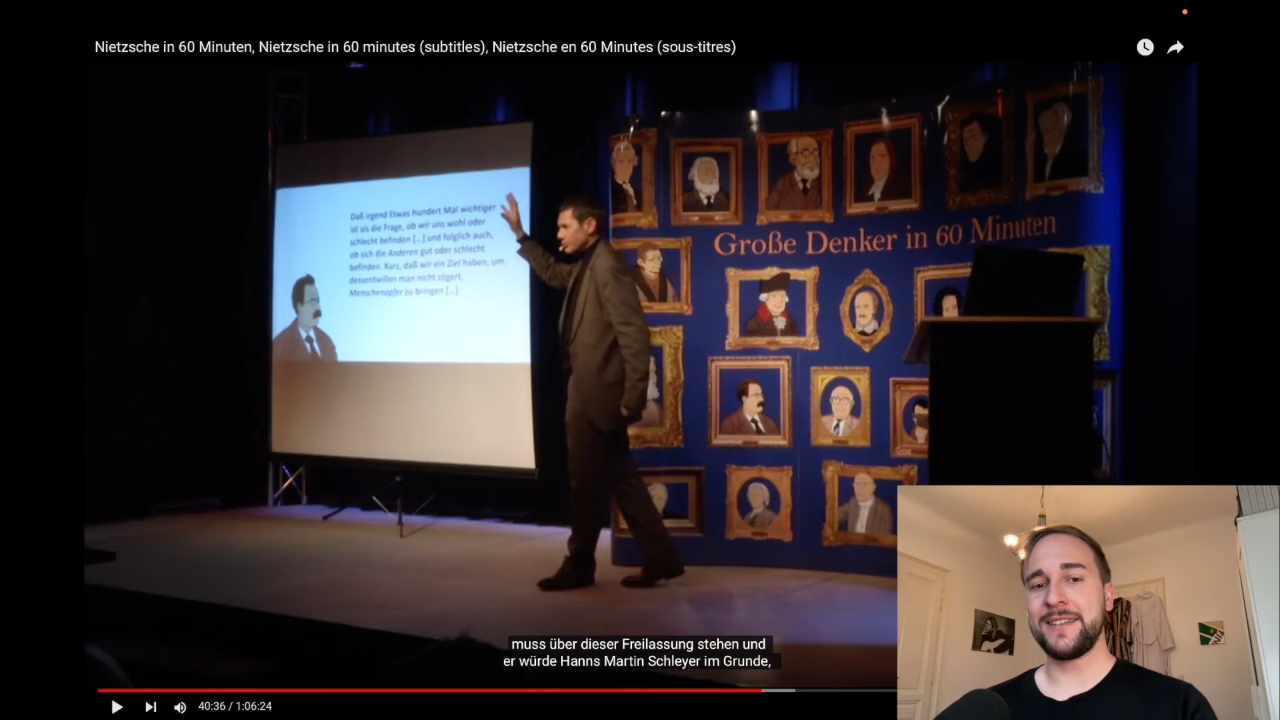 Nietzsche in 60 Minuten, Nietzsche in 60 minutes (subtitles), Nietzsche en 60 Minutes (sous-titres)
Daß irgend Etwas hundert Mal wichtiger
ist als die Frage, ob wir uns wohl oder
schlecht befinden [...] und folglich auch,
ob sich die Anderen gut oder schlecht
befinden. Kurz, daß wir ein Ziel haben, um
dessentwillen man nicht zögert,
Menschenopfer zu bringen [...].
Große Denker in 60 Minuten
muss über dieser Freilassung stehen und
er würde Hanns Martin Schleyer im Grunde,
40:36 / 1:06:24